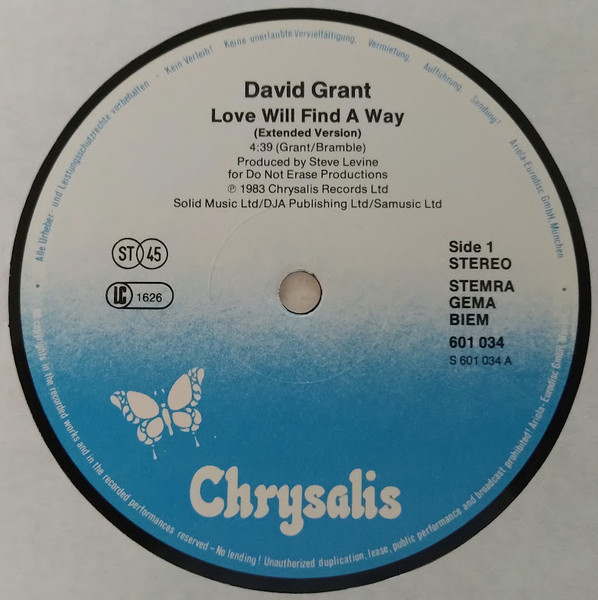 Alle Urheber- und Leistungsschutzrechte vorbehalten - Kein Verleih! Keine unerlaubte Vervielfältigung, Vermietung, Aufführung, Sendung! Ariola-Eurodisc GmbH, München
David Grant
Love Will Find A Way
(Extended Version)
4:39 (Grant/Bramble)
Produced by Steve Levine
for Do Not Erase Productions
℗ 1983 Chrysalis Records Ltd
Solid Music Ltd/DJA Publishing Ltd/Samusic Ltd
ST 45
LC 1626
Side 1
STEREO
STEMRA
GEMA
BIEM
601 034
S 601 034 A
Chrysalis
copyrights in the recorded works and in the recorded performances reserved - No lending! Unauthorized duplication, lease, public performance and broadcast prohibited! Ariola-Eurodisc GmbH